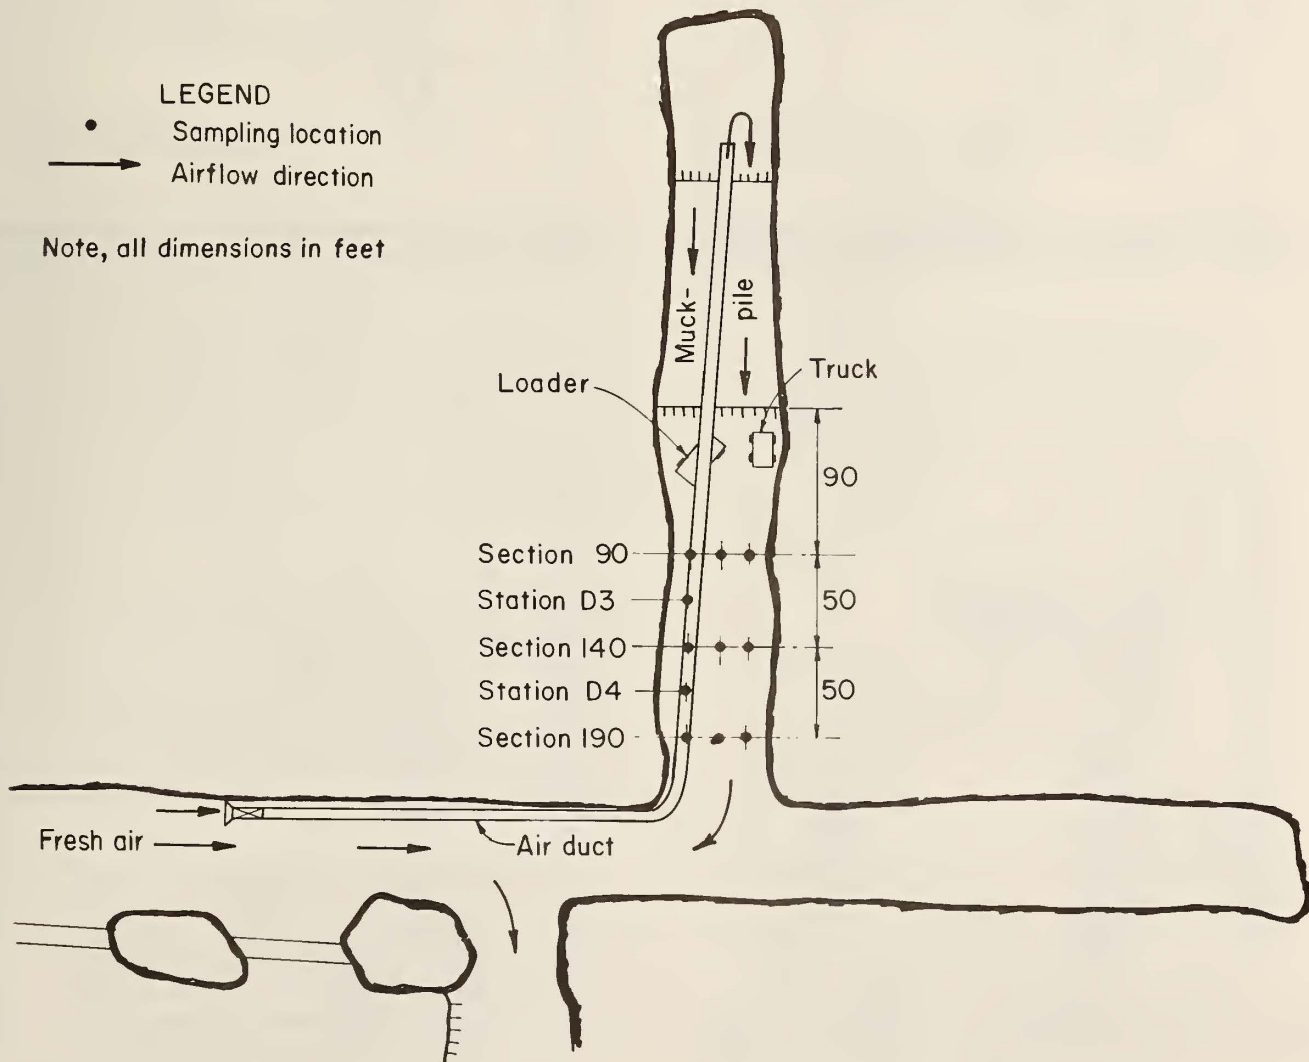 LEGEND
Sampling location
Airflow direction
Note, all dimensions in feet
Muck-
pile
Loader
Truck
90
Section 90
Station D3
50
Section 140
Station D4
50
Section 190
Fresh air
Air duct